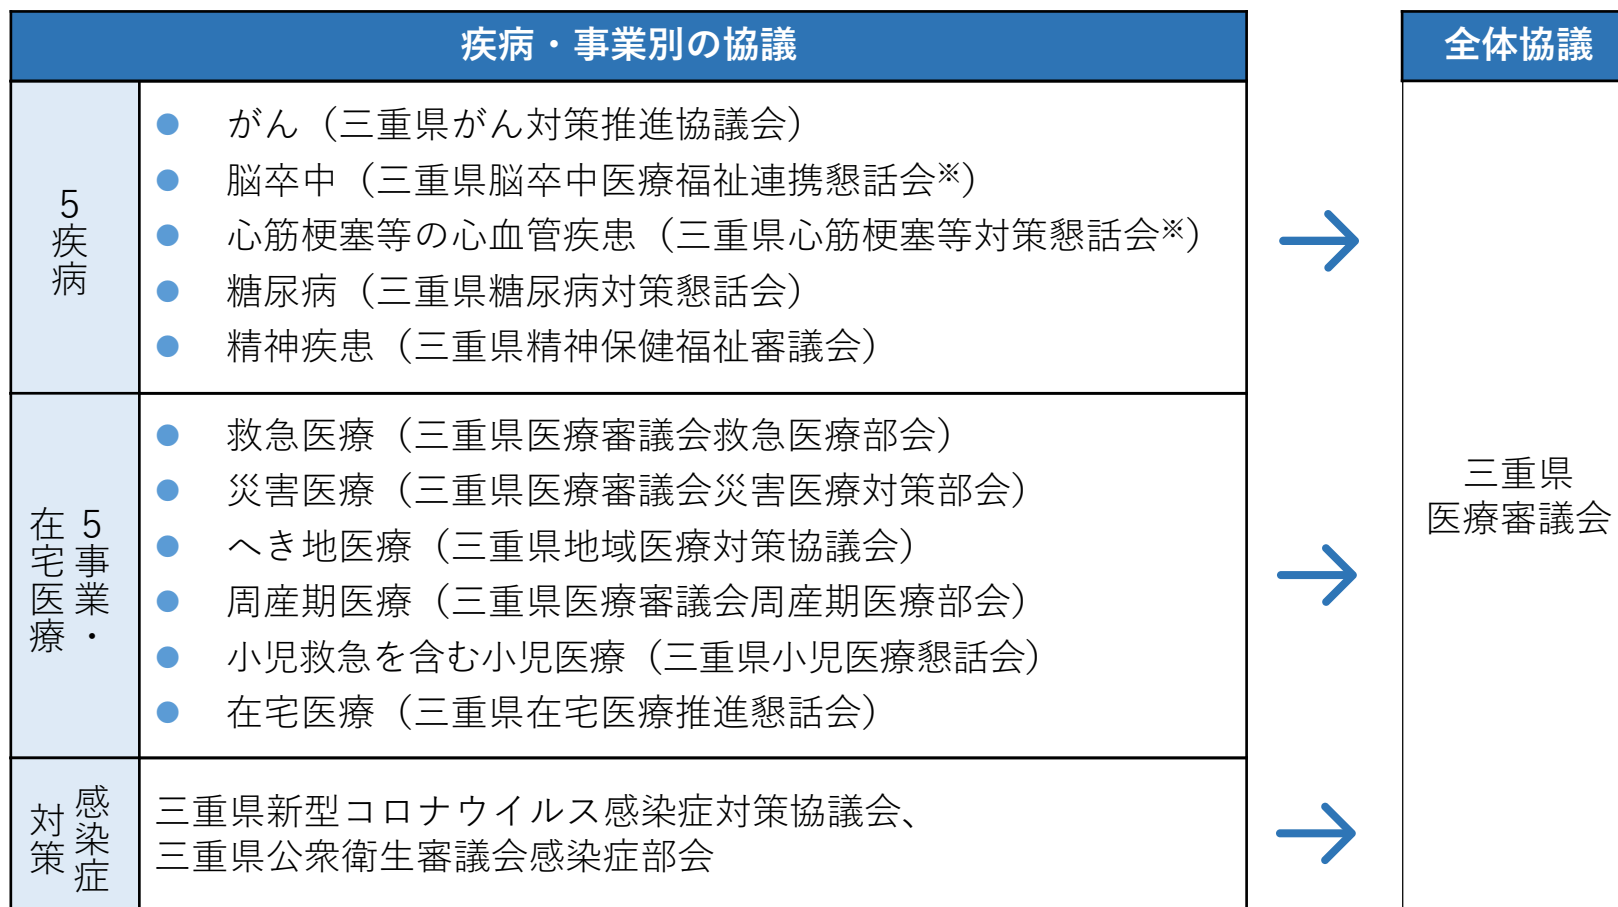 疾病・事業別の協議
全体協議
5疾病
がん（三重県がん対策推進協議会）
脳卒中（三重県脳卒中医療福祉連携懇話会※）
心筋梗塞等の心血管疾患（三重県心筋梗塞等対策懇話会※）
糖尿病（三重県糖尿病対策懇話会）
精神疾患（三重県精神保健福祉審議会）
5事業・
在宅医療
救急医療（三重県医療審議会救急医療部会）
災害医療（三重県医療審議会災害医療対策部会）
へき地医療（三重県地域医療対策協議会）
周産期医療（三重県医療審議会周産期医療部会）
小児救急を含む小児医療（三重県小児医療懇話会）
在宅医療（三重県在宅医療推進懇話会）
感染症
対策
三重県新型コロナウイルス感染症対策協議会、
三重県公衆衛生審議会感染症部会
三重県
医療審議会